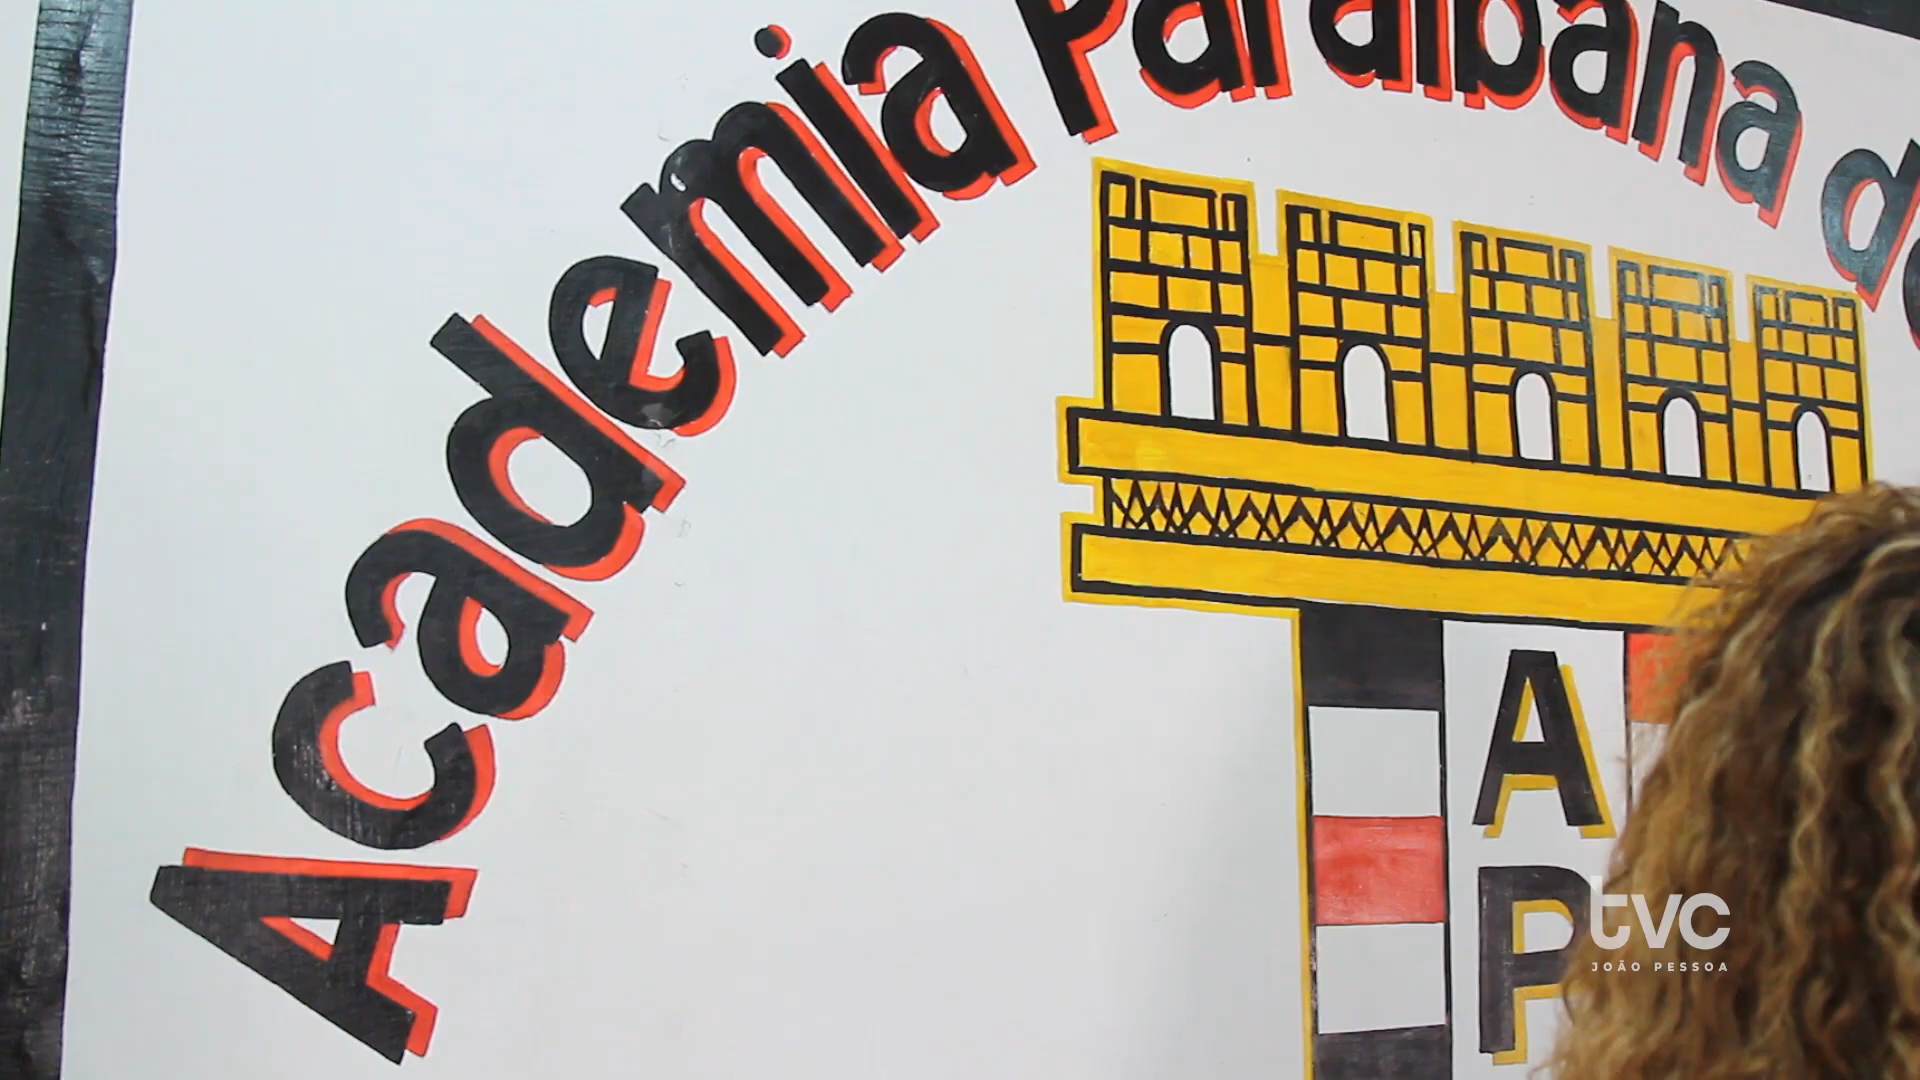 Academia Paraibana de
A
P
tvc
JOÃO PESSOA